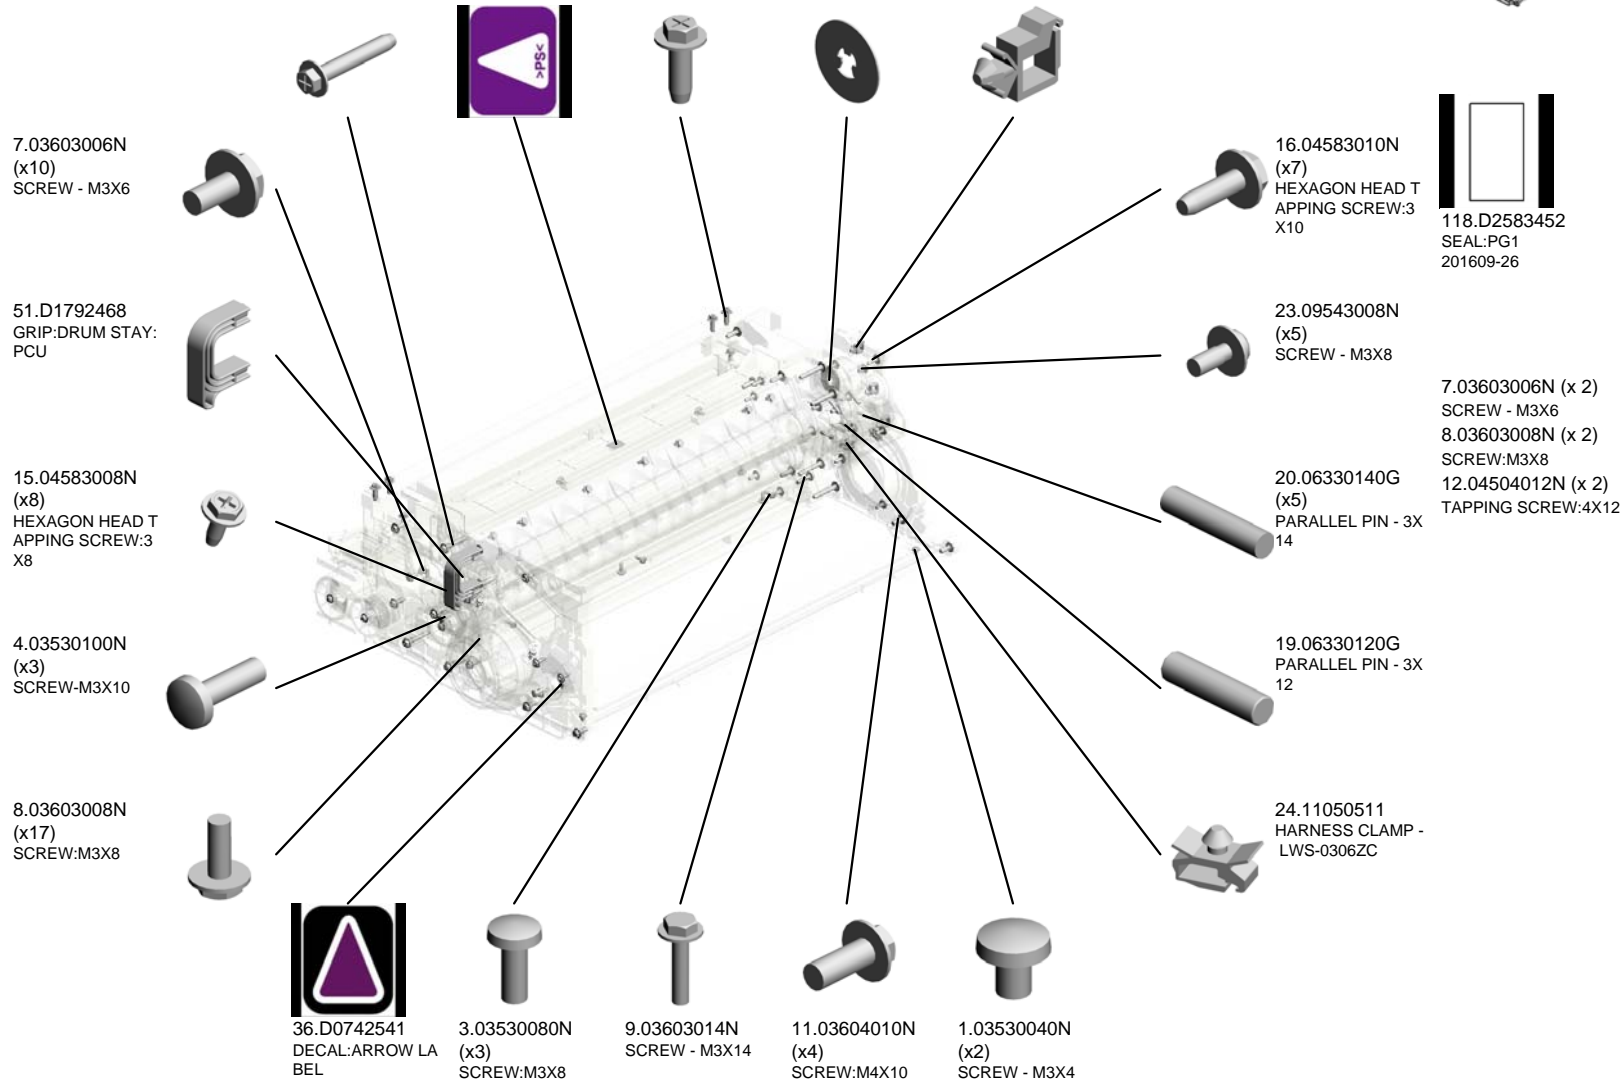 >PS<
7.03603006N
(x10)
SCREW - M3X6
51.D1792468
GRIP:DRUM STAY:
PCU
15.04583008N
(x8)
HEXAGON HEAD T
APPING SCREW:3
X8
4.03530100N
(x3)
SCREW-M3X10
8.03603008N
(x17)
SCREW:M3X8
36.D0742541
DECAL:ARROW LA
BEL
3.03530080N
(x3)
SCREW:M3X8
9.03603014N
SCREW - M3X14
11.03604010N
(x4)
SCREW:M4X10
1.03530040N
(x2)
SCREW - M3X4
16.04583010N
(x7)
HEXAGON HEAD T
APPING SCREW:3
X10
23.09543008N
(x5)
SCREW - M3X8
20.06330140G
(x5)
PARALLEL PIN - 3X
14
19.06330120G
PARALLEL PIN - 3X
12
24.11050511
HARNESS CLAMP -
LWS-0306ZC
118.D2583452
SEAL:PG1
201609-26
7.03603006N (x 2)
SCREW - M3X6
8.03603008N (x 2)
SCREW:M3X8
12.04504012N (x 2)
TAPPING SCREW:4X12